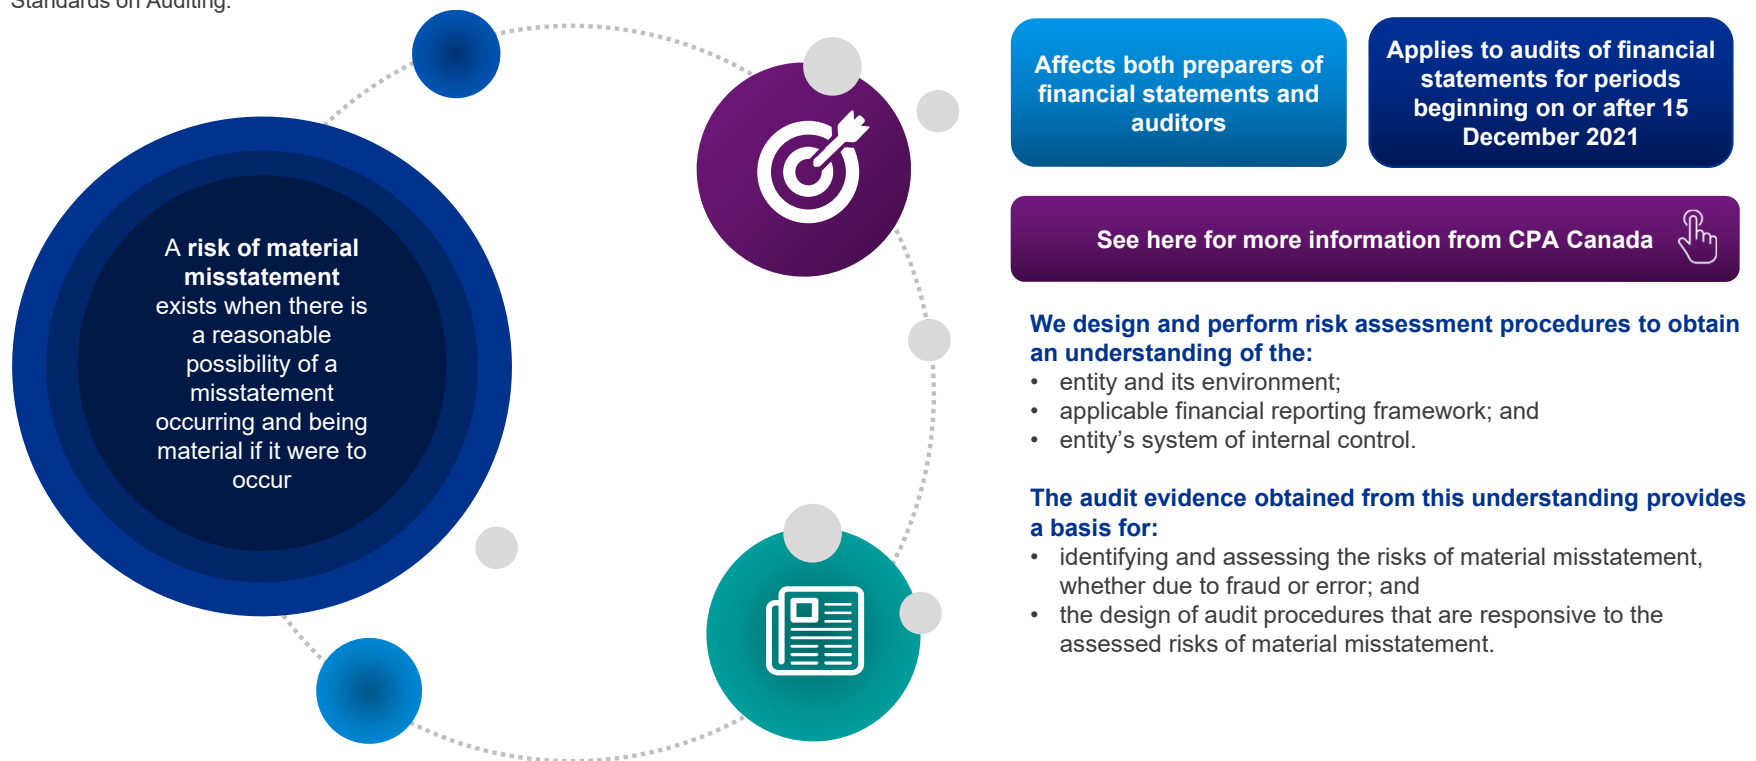 Standards on Auditing.
A risk of material
misstatement
exists when there is
a reasonable
possibility of a
misstatement
occurring and being
material if it were to
occur
Affects both preparers of
financial statements and
auditors
Applies to audits of financial
statements for periods
beginning on or after 15
December 2021
See here for more information from CPA Canada
We design and perform risk assessment procedures to obtain
an understanding of the:
• entity and its environment;
• applicable financial reporting framework; and
• entity’s system of internal control.
The audit evidence obtained from this understanding provides
a basis for:
• identifying and assessing the risks of material misstatement,
whether due to fraud or error; and
• the design of audit procedures that are responsive to the
assessed risks of material misstatement.